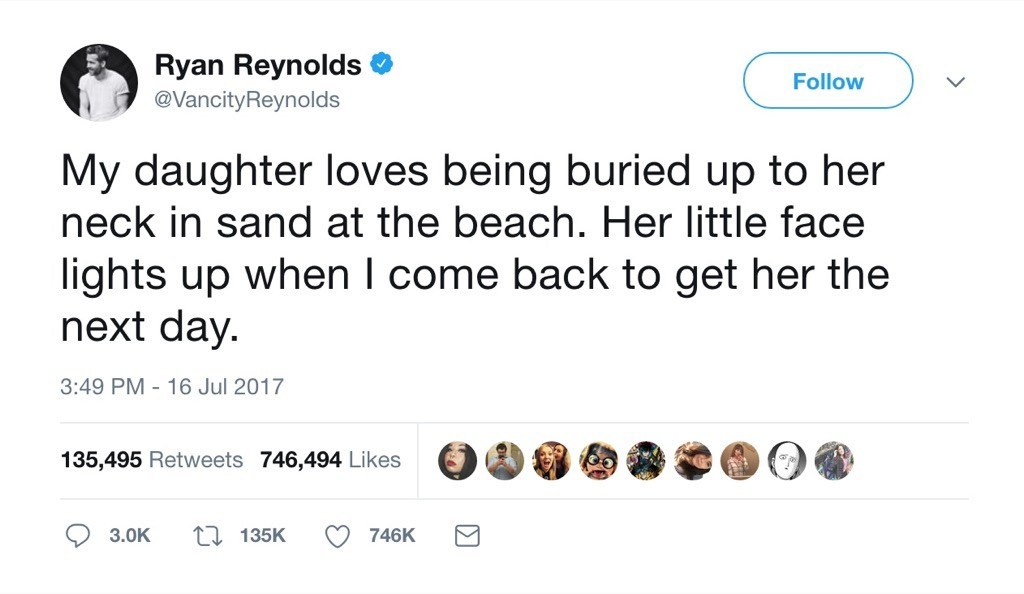 Ryan Reynolds
@VancityReynolds
Follow
My daughter loves being buried up to her
neck in sand at the beach. Her little face
lights up when I come back to get her the
next day.
3:49 PM - 16 Jul 2017
135,495 Retweets 746,494 Likes
3.0K 135K 746K